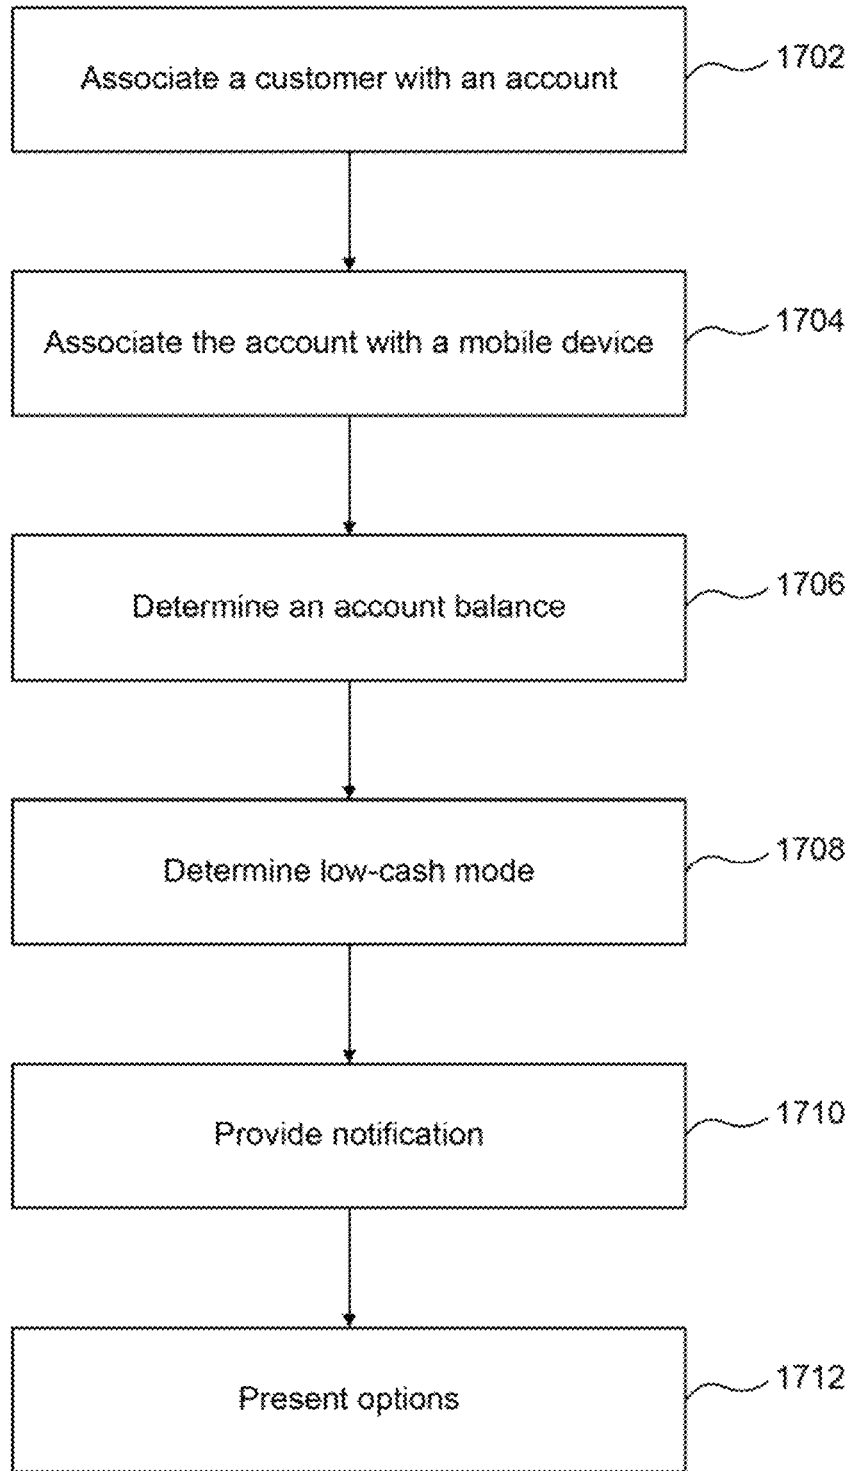 Associate a customer with an account
1702
Associate the account with a mobile device
1704
Determine an account balance
1706
Determine low-cash mode
1708
Provide notification
1710
Present options
1712